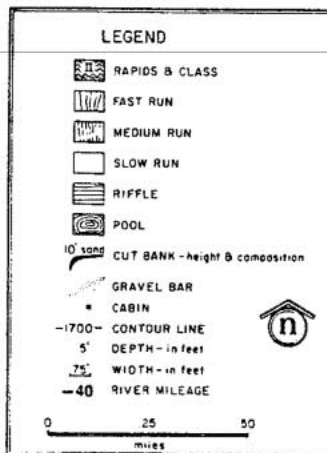 LEGEND
II RAPIDS & CLASS
FAST RUN
MEDIUM RUN
SLOW RUN
RIFFLE
POOL
10' sand CUT BANK - height & composition
GRAVEL BAR
CABIN
-1700- CONTOUR LINE
5' DEPTH - in feet
75' WIDTH - in feet
-40 RIVER MILEAGE
n
0 25 50
miles